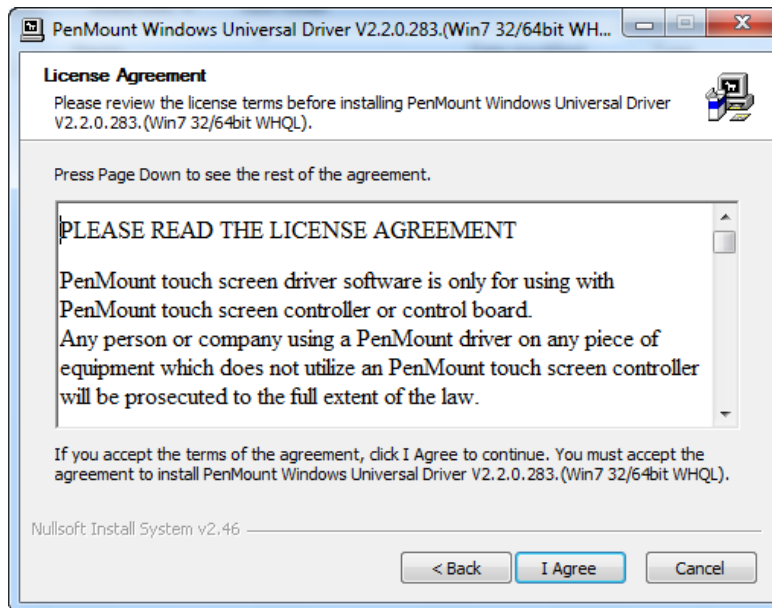 PenMount Windows Universal Driver V2.2.0.283.(Win7 32/64bit WH...
License Agreement
Please review the license terms before installing PenMount Windows Universal Driver
V2.2.0.283.(Win7 32/64bit WHQL).
Press Page Down to see the rest of the agreement.
PLEASE READ THE LICENSE AGREEMENT
PenMount touch screen driver software is only for using with
PenMount touch screen controller or control board.
Any person or company using a PenMount driver on any piece of
equipment which does not utilize an PenMount touch screen controller
will be prosecuted to the full extent of the law.
If you accept the terms of the agreement, click I Agree to continue. You must accept the
agreement to install PenMount Windows Universal Driver V2.2.0.283.(Win7 32/64bit WHQL).
Nullsoft Install System v2.46
< Back
I Agree
Cancel